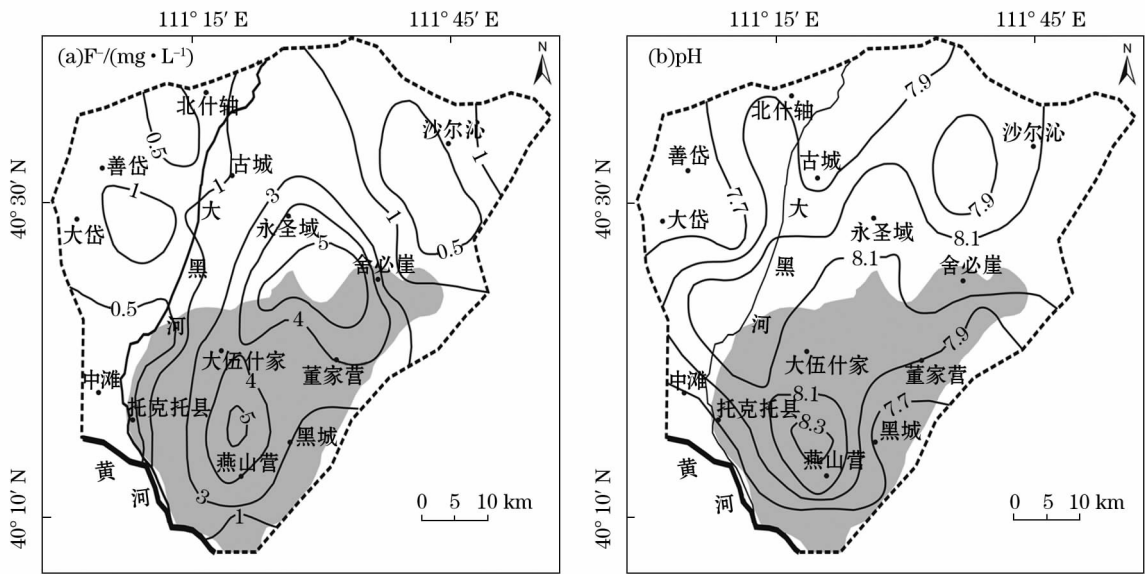 111° 15′ E
111° 45′ E
(a)F⁻/(mg·L⁻¹)
N
北什轴
0.5
沙尔沁
善岱
古城
1
1
1
40° 30′ N
3
大
大岱
永圣域
1
5
0.5
黑
舍必崖
0.5
河
4
大伍什家
4
中滩
董家营
托克托县
5
黑城
燕山营
黄
3
河
1
0 5 10 km
40° 10′ N
111° 15′ E
111° 45′ E
(b)pH
N
7.9
北什轴
沙尔沁
善岱
古城
7.7
7.9
40° 30′ N
大
大岱
永圣域
8.1
8.1
黑
舍必崖
河
7.9
大伍什家
中滩
董家营
8.1
托克托县
7.7
8.3
黑城
燕山营
黄
河
0 5 10 km
40° 10′ N